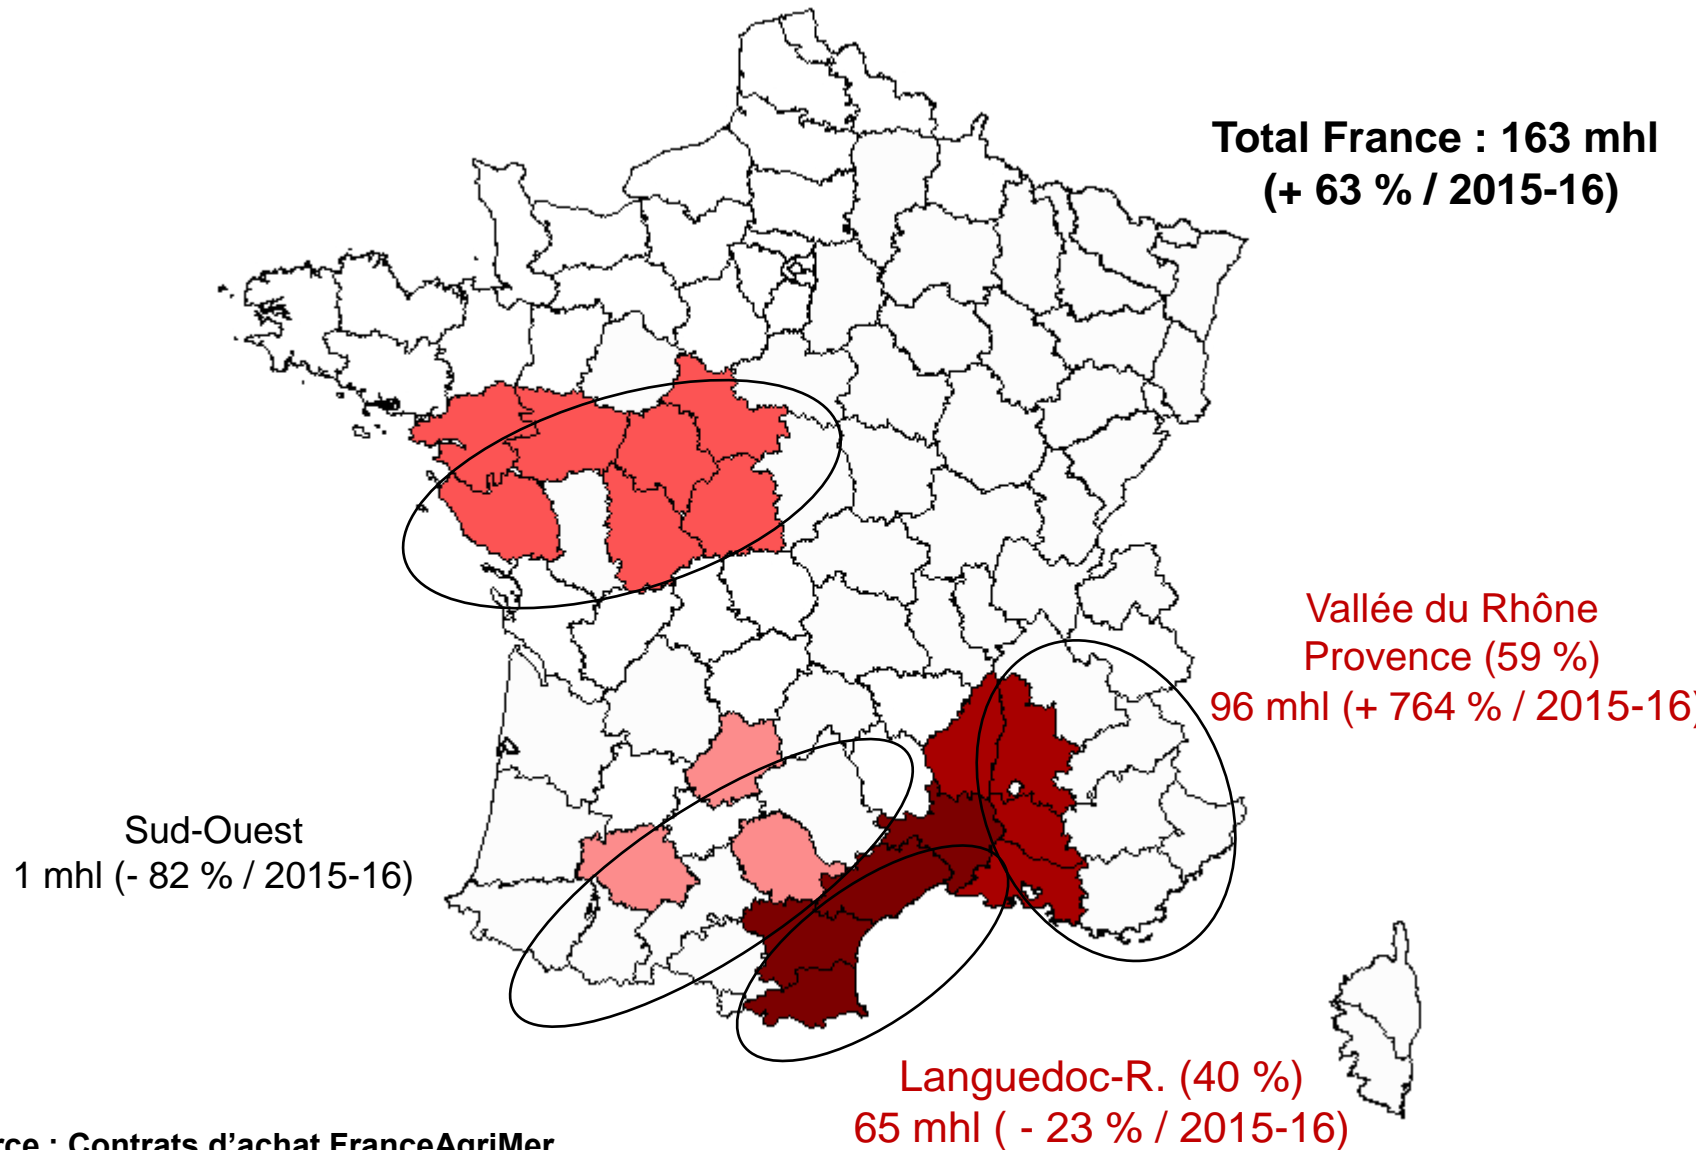 Total France : 163 mhl
(+ 63 % / 2015-16)
Vallée du Rhône
Provence (59 %)
96 mhl (+ 764 % / 2015-16)
Sud-Ouest
1 mhl (- 82 % / 2015-16)
Languedoc-R. (40 %)
65 mhl ( - 23 % / 2015-16)
rce : Contrats d’achat FranceAgriMer